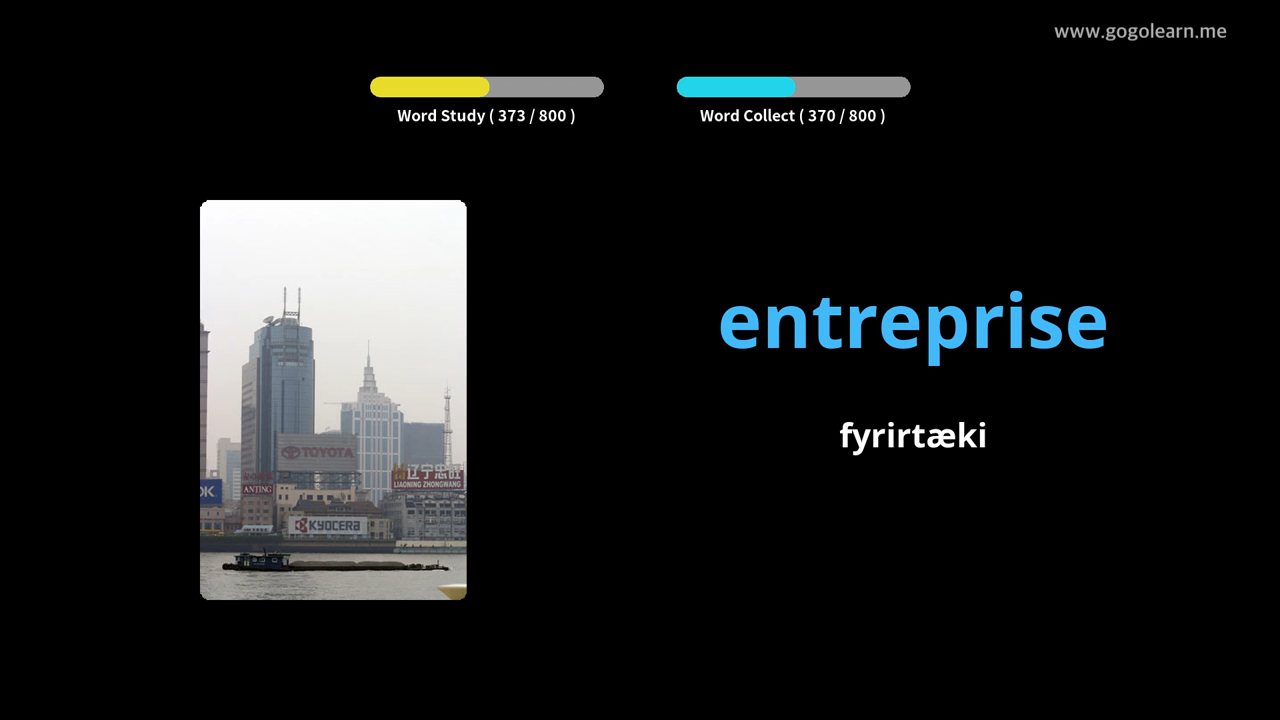 www.gogolearn.me
Word Study ( 373 / 800 )
Word Collect ( 370 / 800 )
entreprise
fyrirtæki
TOYOTA
辽宁忠旺
LIAONING ZHONGWANG
OK
ANTING
KYOCERA